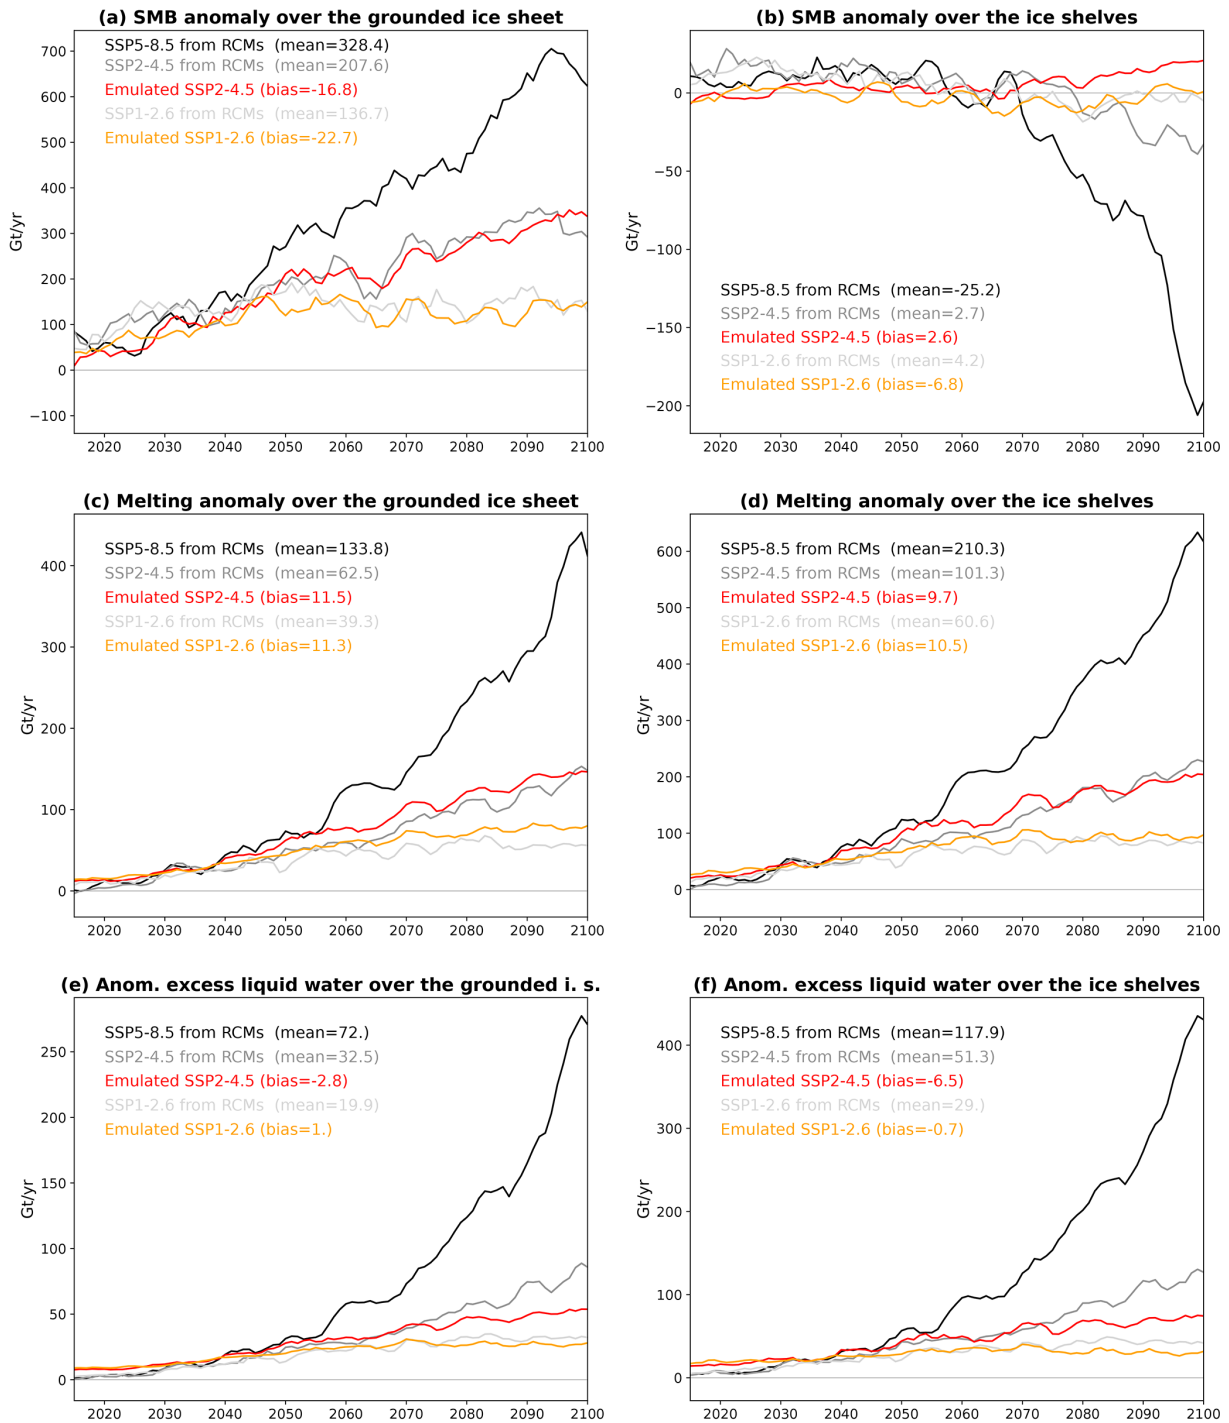 (a) SMB anomaly over the grounded ice sheet
SSP5-8.5 from RCMs (mean=328.4)
SSP2-4.5 from RCMs (mean=207.6)
Emulated SSP2-4.5 (bias=-16.8)
SSP1-2.6 from RCMs (mean=136.7)
Emulated SSP1-2.6 (bias=-22.7)
Gt/yr
700
600
500
400
300
200
100
0
−100
2020 2030 2040 2050 2060 2070 2080 2090 2100
(b) SMB anomaly over the ice shelves
SSP5-8.5 from RCMs (mean=-25.2)
SSP2-4.5 from RCMs (mean=2.7)
Emulated SSP2-4.5 (bias=2.6)
SSP1-2.6 from RCMs (mean=4.2)
Emulated SSP1-2.6 (bias=-6.8)
Gt/yr
0
−50
−100
−150
−200
2020 2030 2040 2050 2060 2070 2080 2090 2100
(c) Melting anomaly over the grounded ice sheet
SSP5-8.5 from RCMs (mean=133.8)
SSP2-4.5 from RCMs (mean=62.5)
Emulated SSP2-4.5 (bias=11.5)
SSP1-2.6 from RCMs (mean=39.3)
Emulated SSP1-2.6 (bias=11.3)
Gt/yr
400
300
200
100
0
2020 2030 2040 2050 2060 2070 2080 2090 2100
(d) Melting anomaly over the ice shelves
SSP5-8.5 from RCMs (mean=210.3)
SSP2-4.5 from RCMs (mean=101.3)
Emulated SSP2-4.5 (bias=9.7)
SSP1-2.6 from RCMs (mean=60.6)
Emulated SSP1-2.6 (bias=10.5)
Gt/yr
600
500
400
300
200
100
0
2020 2030 2040 2050 2060 2070 2080 2090 2100
(e) Anom. excess liquid water over the grounded i. s.
SSP5-8.5 from RCMs (mean=72.)
SSP2-4.5 from RCMs (mean=32.5)
Emulated SSP2-4.5 (bias=-2.8)
SSP1-2.6 from RCMs (mean=19.9)
Emulated SSP1-2.6 (bias=1.)
Gt/yr
250
200
150
100
50
0
2020 2030 2040 2050 2060 2070 2080 2090 2100
(f) Anom. excess liquid water over the ice shelves
SSP5-8.5 from RCMs (mean=117.9)
SSP2-4.5 from RCMs (mean=51.3)
Emulated SSP2-4.5 (bias=-6.5)
SSP1-2.6 from RCMs (mean=29.)
Emulated SSP1-2.6 (bias=-0.7)
Gt/yr
400
300
200
100
0
2020 2030 2040 2050 2060 2070 2080 2090 2100